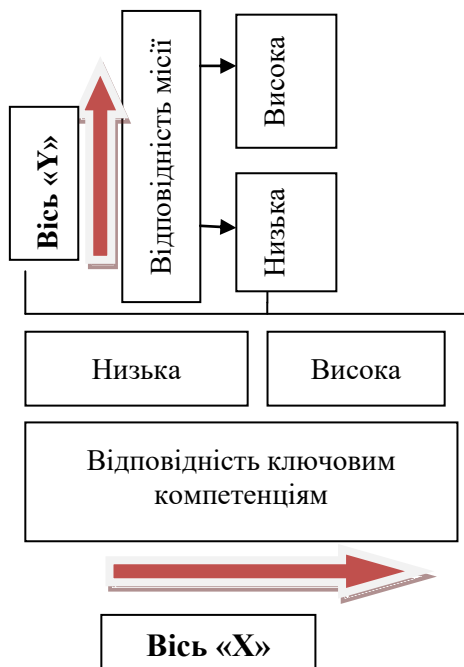 Вісь «Y»
Відповідність місії
Висока
Низька
Низька
Висока
Відповідність ключовим
компетенціям
Вісь «X»